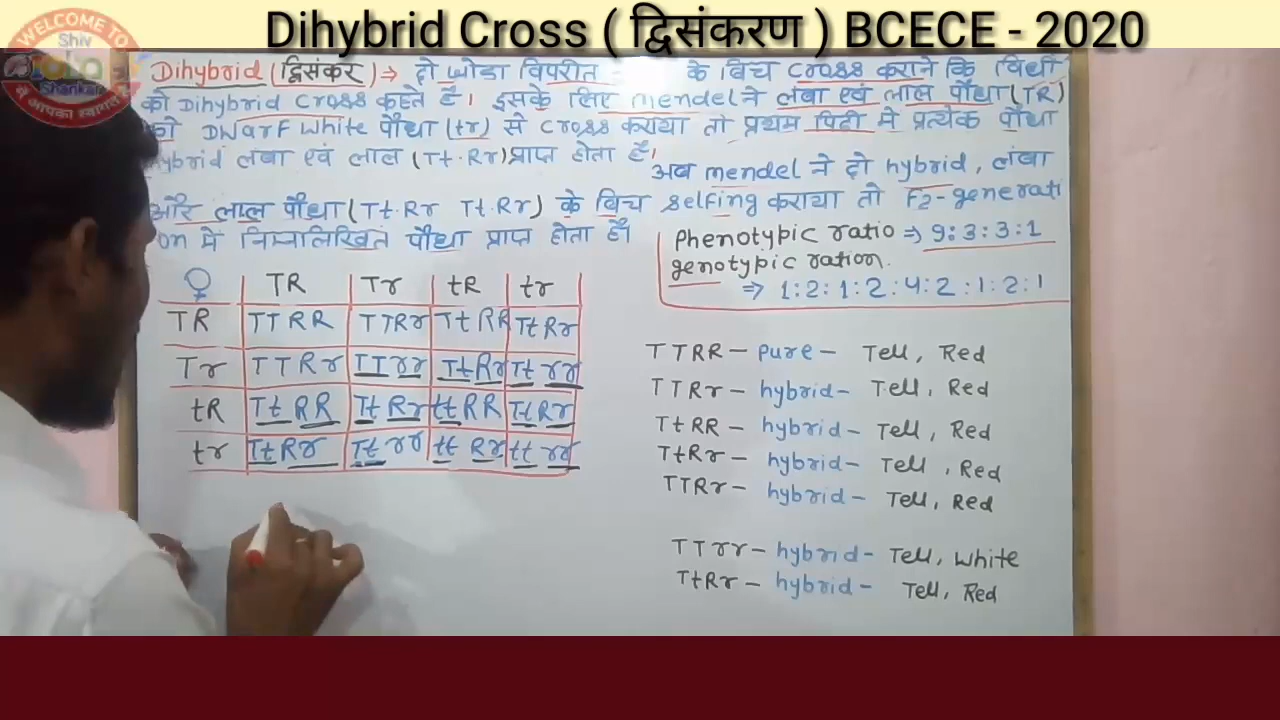 Dihybrid Cross ( द्विसंकरण ) BCECE - 2020
WELCOME TO
Shiv
Shankar
Dihybrid (द्विसंकर) ⇒ दो जोडा विपरीत के बिच Cross कराने कि विधी
को Dihybrid Cross कहते है। इसके लिए mendel ने लंबा एवं लाल पौधा (TR)
को Dwarf White पौधा (tr) से Cross कराया तो प्रथम पिढी मे प्रत्येक पौधा
hybrid लंबा एवं लाल (Tt.Rr) प्राप्त होता है।
अब mendel ने दो hybrid, लंबा
और लाल पौधा (Tt.Rr Tt.Rr) के बिच selfing कराया तो F2-generati
on में निम्नलिखित पौधा प्राप्त होता है।
Phenotypic ratio ⇒ 9:3:3:1
genotypic ration.
⇒ 1:2:1:2:4:2:1:2:1
♀ TR Tr tR tr
TR TTRR TTRr TtRR TtRr
Tr TTRr TTrr TtRr Ttrr
tR TtRR TtRr ttRR TtRr
tr TtRr Ttrr ttRr ttrr
TTRR - pure - Tell, Red
TTRr - hybrid - Tell, Red
TtRR - hybrid - Tell, Red
TtRr - hybrid - Tell, Red
TTRr - hybrid - Tell, Red
TTrr - hybrid - Tell, White
TtRr - hybrid - Tell, Red